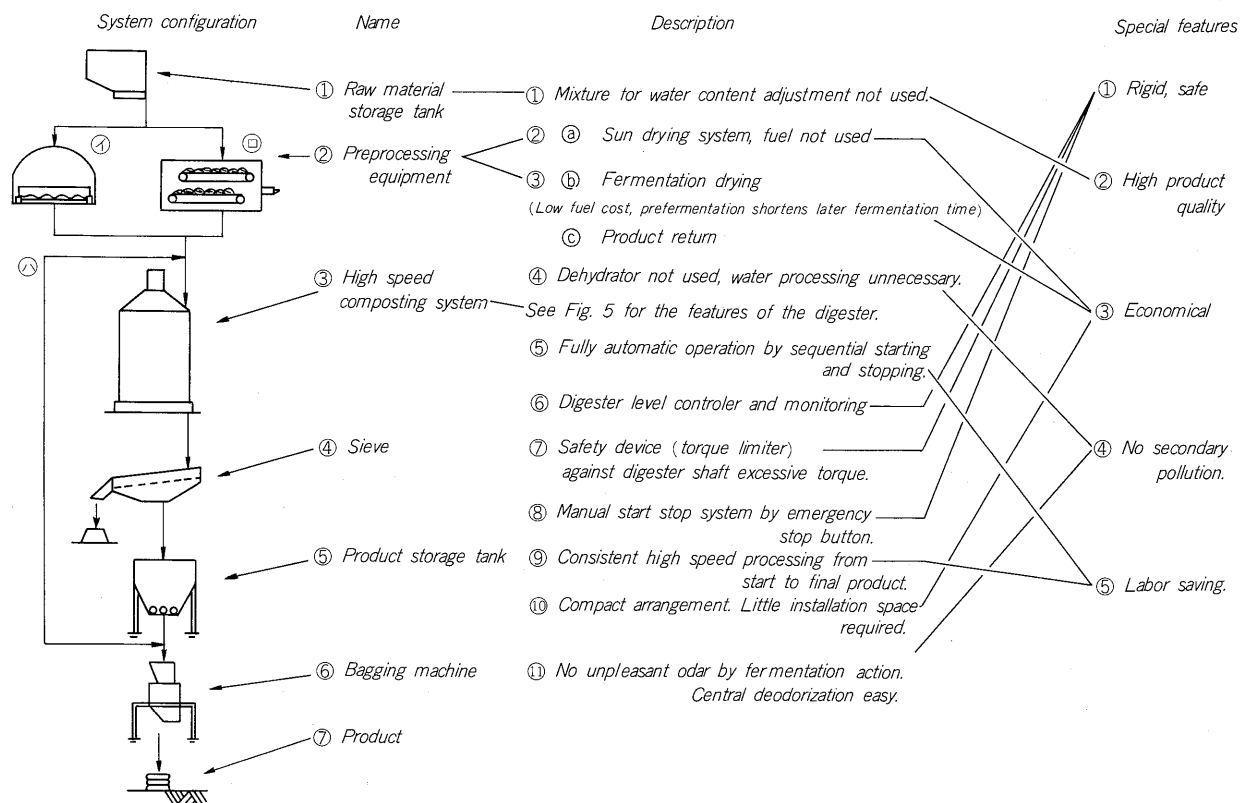 System configuration
Name
Description
Special features
① Raw material
storage tank
① Mixture for water content adjustment not used.
① Rigid, safe
㋑
㋺
② Preprocessing
equipment
② ⓐ Sun drying system, fuel not used
③ ⓑ Fermentation drying
(Low fuel cost, prefermentation shortens later fermentation time)
ⓒ Product return
② High product
quality
㋩
③ High speed
composting system
④ Dehydrator not used, water processing unnecessary.
See Fig. 5 for the features of the digester.
③ Economical
⑤ Fully automatic operation by sequential starting
and stopping.
⑥ Digester level controler and monitoring
④ Sieve
⑦ Safety device (torque limiter)
against digester shaft excessive torque.
④ No secondary
pollution.
⑧ Manual start stop system by emergency
stop button.
⑤ Product storage tank
⑨ Consistent high speed processing from
start to final product.
⑤ Labor saving.
⑩ Compact arrangement. Little installation space
required.
⑥ Bagging machine
⑪ No unpleasant odar by fermentation action.
Central deodorization easy.
⑦ Product